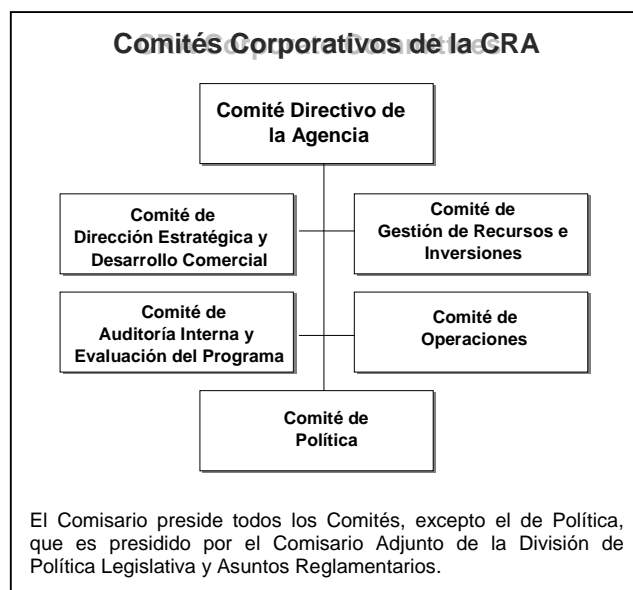 Comités Corporativos de la CRA
Comité Directivo de
la Agencia
Comité de
Dirección Estratégica y
Desarrollo Comercial
Comité de
Gestión de Recursos e
Inversiones
Comité de
Auditoría Interna y
Evaluación del Programa
Comité de
Operaciones
Comité de
Política
El Comisario preside todos los Comités, excepto el de Política,
que es presidido por el Comisario Adjunto de la División de
Política Legislativa y Asuntos Reglamentarios.